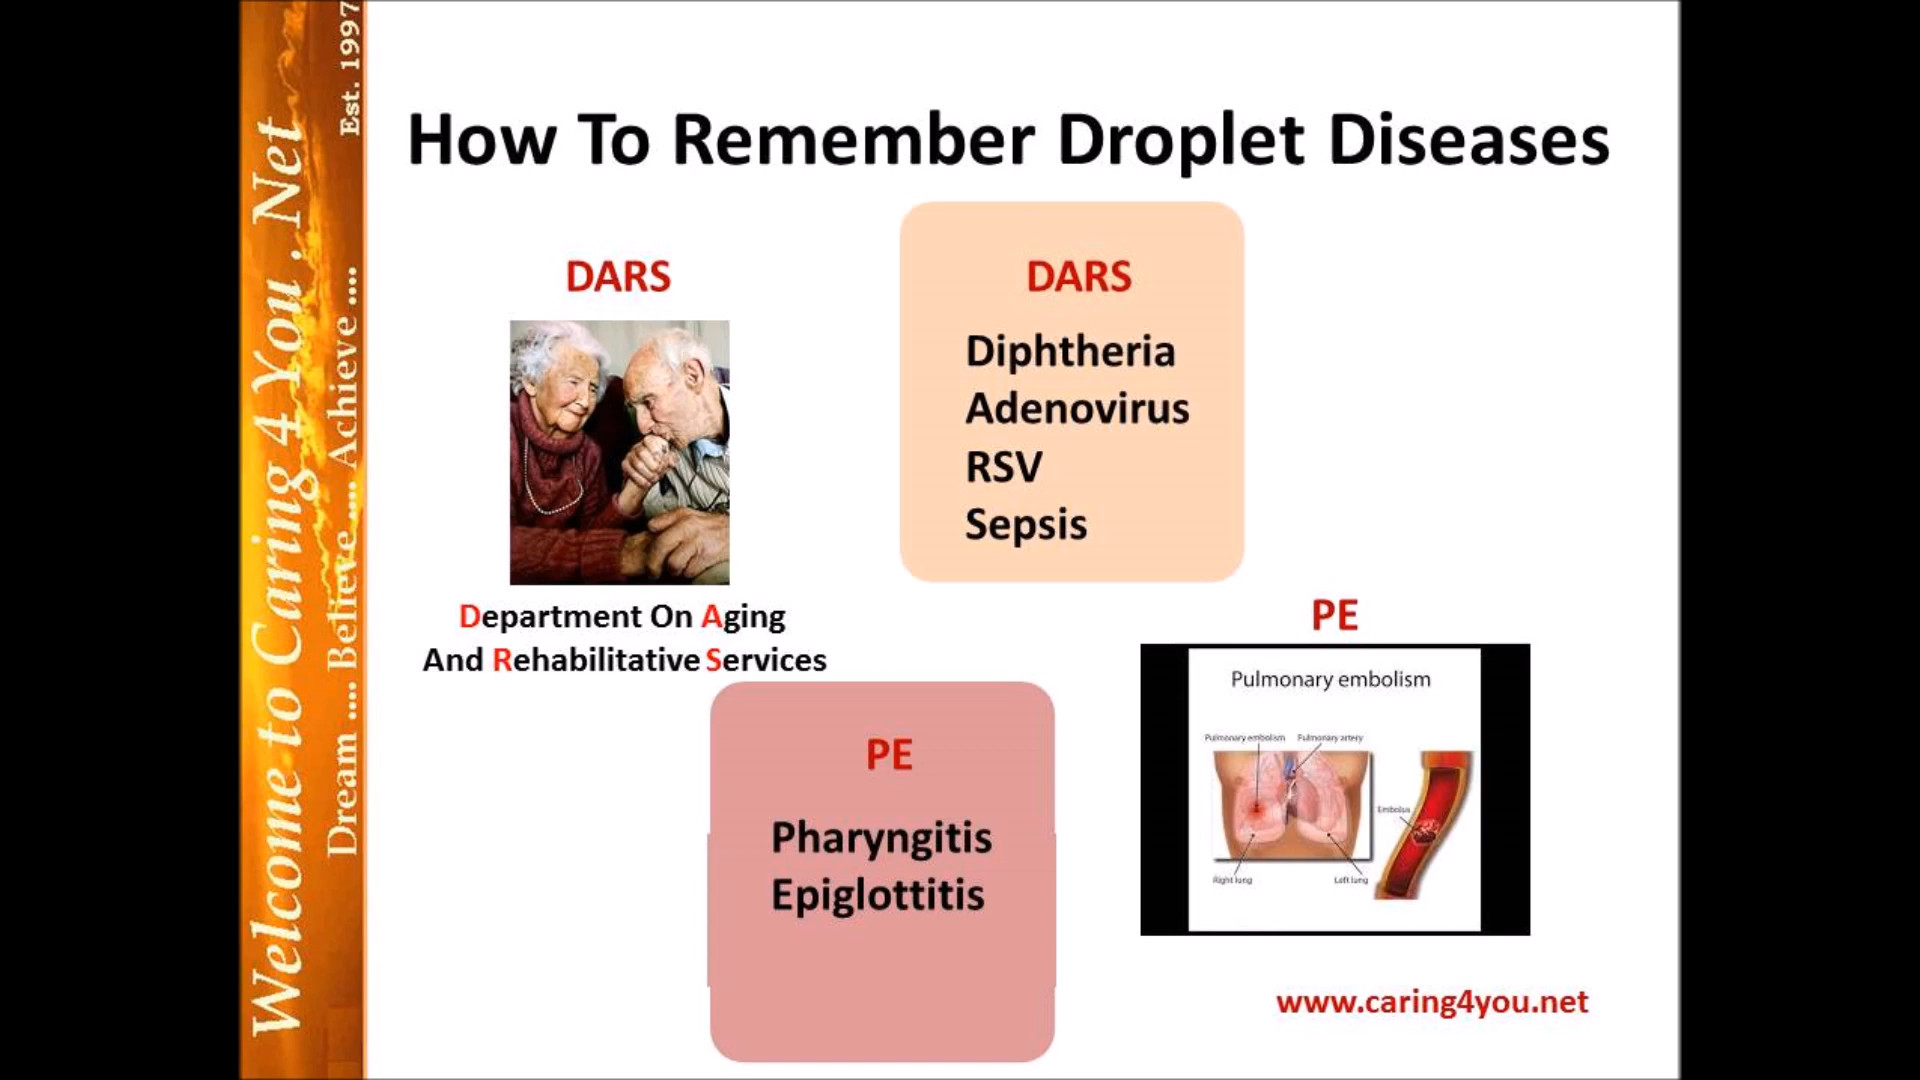 Welcome to Caring 4 You . Net
Dream .... Believe .... Achieve ....
Est. 1997
How To Remember Droplet Diseases
DARS
Department On Aging
And Rehabilitative Services
DARS
Diphtheria
Adenovirus
RSV
Sepsis
PE
Pharyngitis
Epiglottitis
PE
Pulmonary embolism
Pulmonary embolism
Pulmonary artery
Embolus
Right lung
Left lung
www.caring4you.net